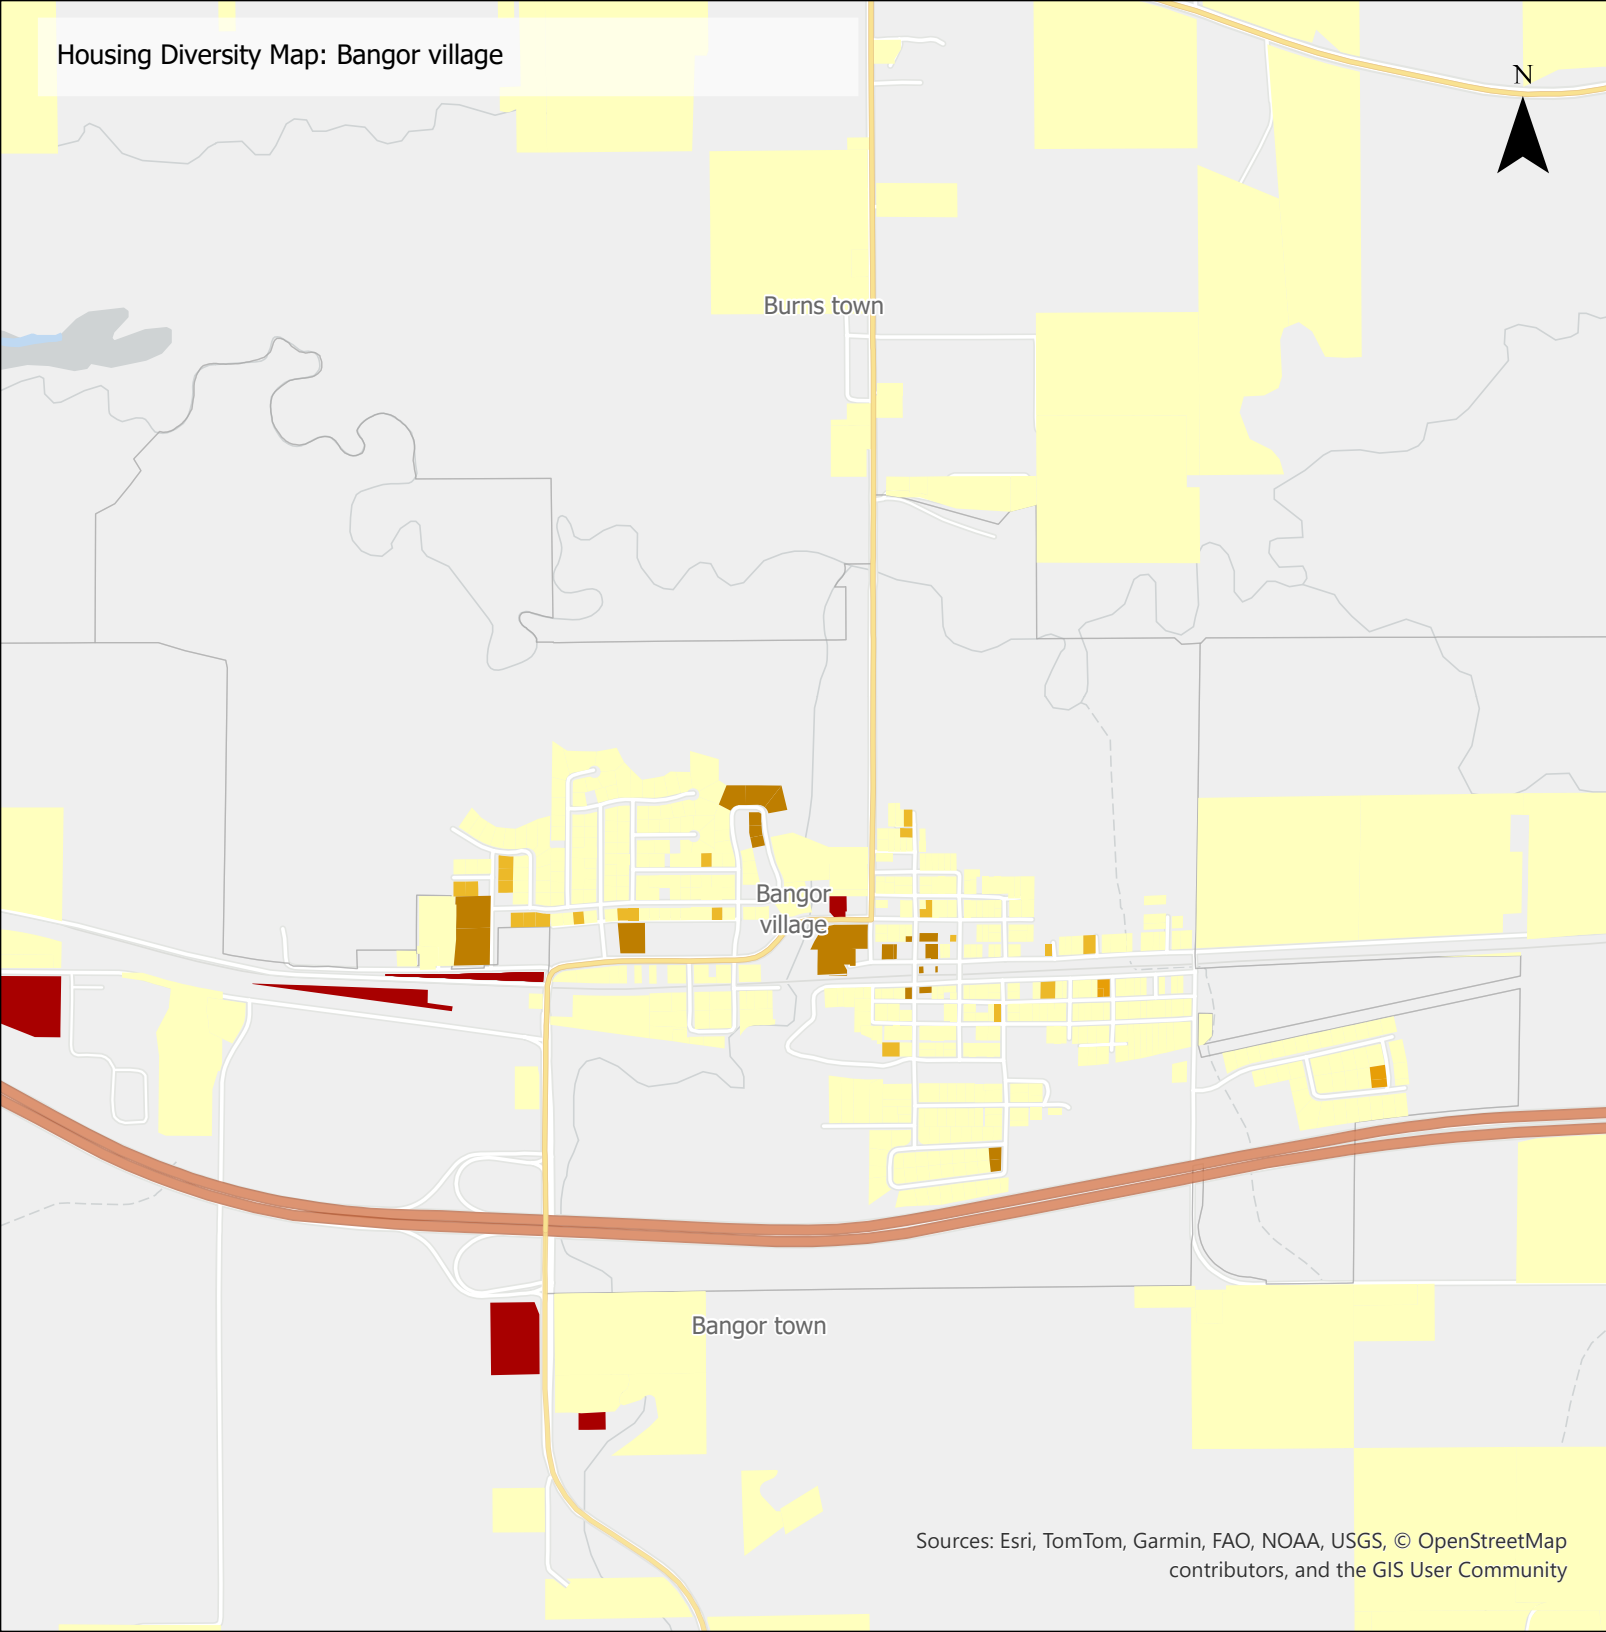 Housing Diversity Map: Bangor village
N
Burns town
Bangor
village
Bangor town
Sources: Esri, TomTom, Garmin, FAO, NOAA, USGS, © OpenStreetMap
contributors, and the GIS User Community